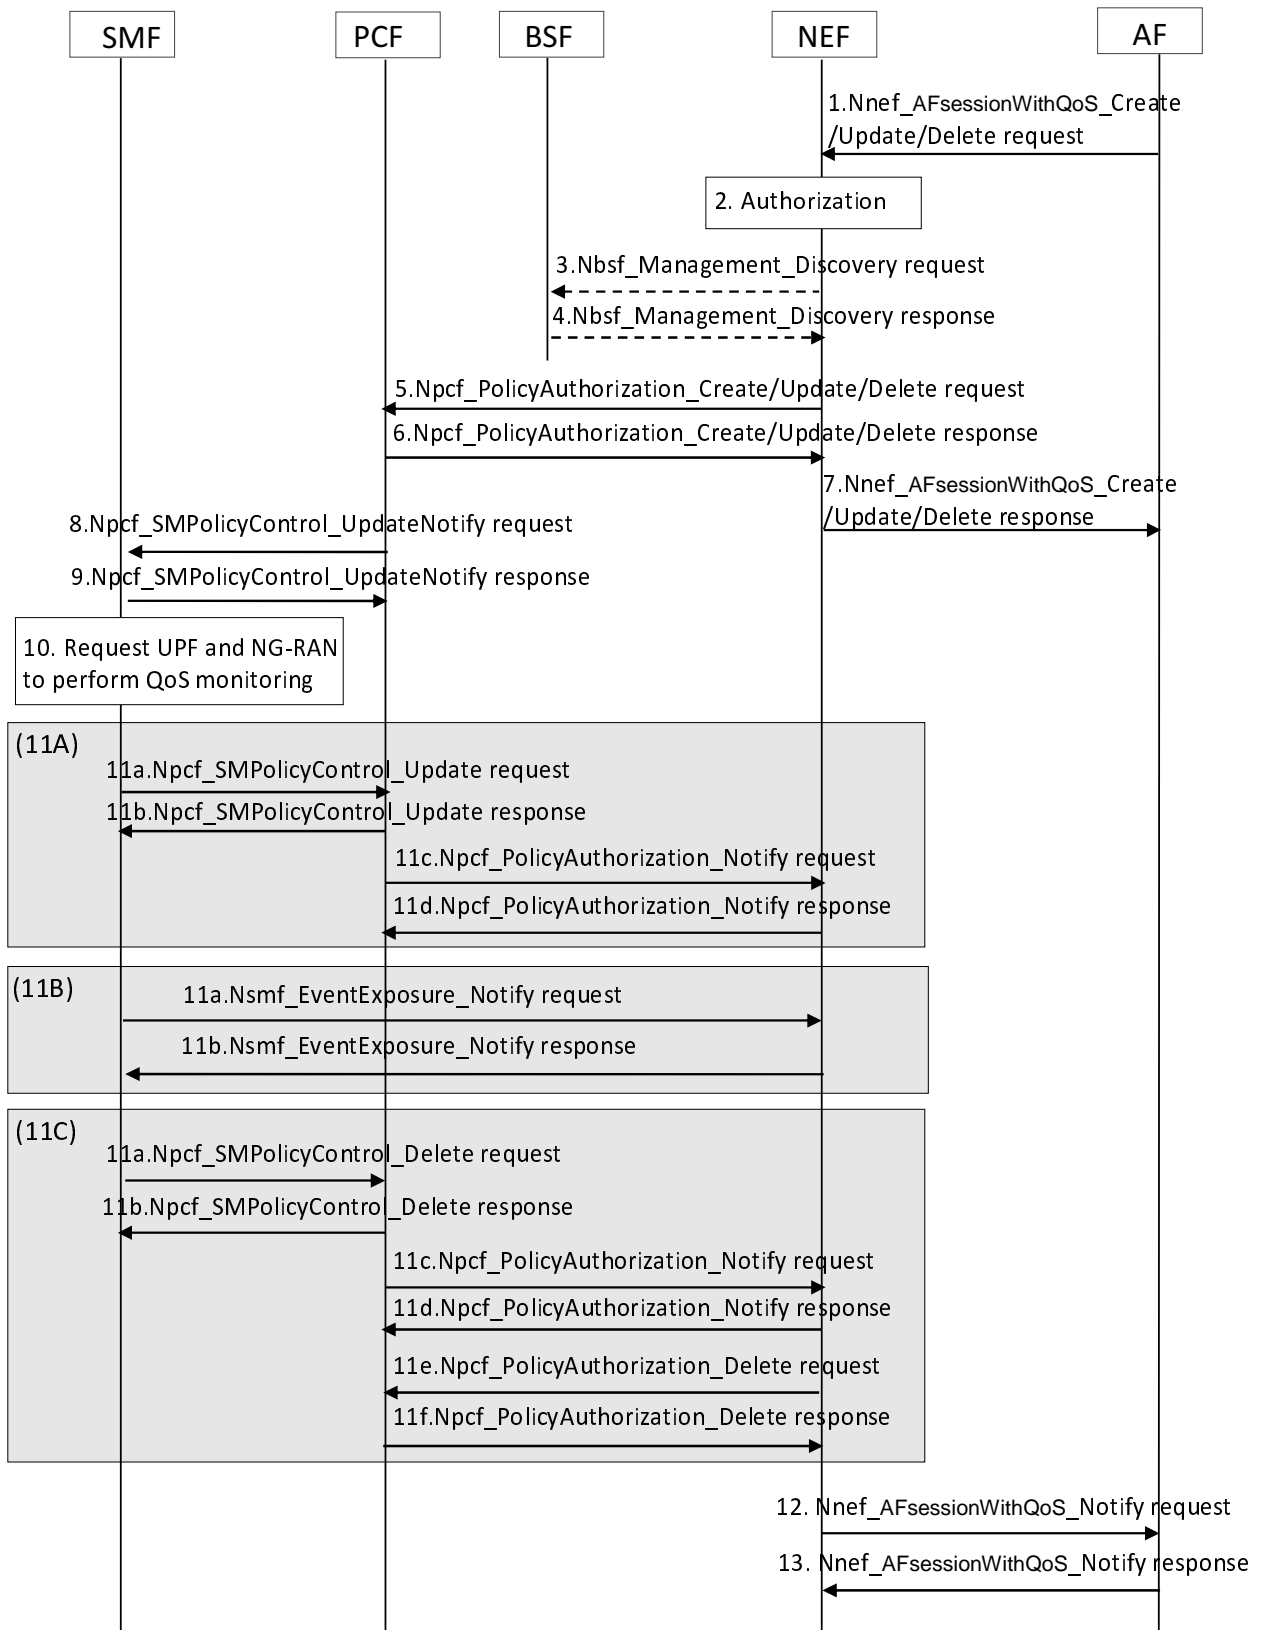 SMF
PCF
BSF
NEF
AF
1.Nnef_AFsessionWithQoS_Create
/Update/Delete request
2. Authorization
3.Nbsf_Management_Discovery request
4.Nbsf_Management_Discovery response
5.Npcf_PolicyAuthorization_Create/Update/Delete request
6.Npcf_PolicyAuthorization_Create/Update/Delete response
7.Nnef_AFsessionWithQoS_Create
/Update/Delete response
8.Npcf_SMPolicyControl_UpdateNotify request
9.Npcf_SMPolicyControl_UpdateNotify response
10. Request UPF and NG-RAN
to perform QoS monitoring
(11A)
11a.Npcf_SMPolicyControl_Update request
11b.Npcf_SMPolicyControl_Update response
11c.Npcf_PolicyAuthorization_Notify request
11d.Npcf_PolicyAuthorization_Notify response
(11B)
11a.Nsmf_EventExposure_Notify request
11b.Nsmf_EventExposure_Notify response
(11C)
11a.Npcf_SMPolicyControl_Delete request
11b.Npcf_SMPolicyControl_Delete response
11c.Npcf_PolicyAuthorization_Notify request
11d.Npcf_PolicyAuthorization_Notify response
11e.Npcf_PolicyAuthorization_Delete request
11f.Npcf_PolicyAuthorization_Delete response
12. Nnef_AFsessionWithQoS_Notify request
13. Nnef_AFsessionWithQoS_Notify response